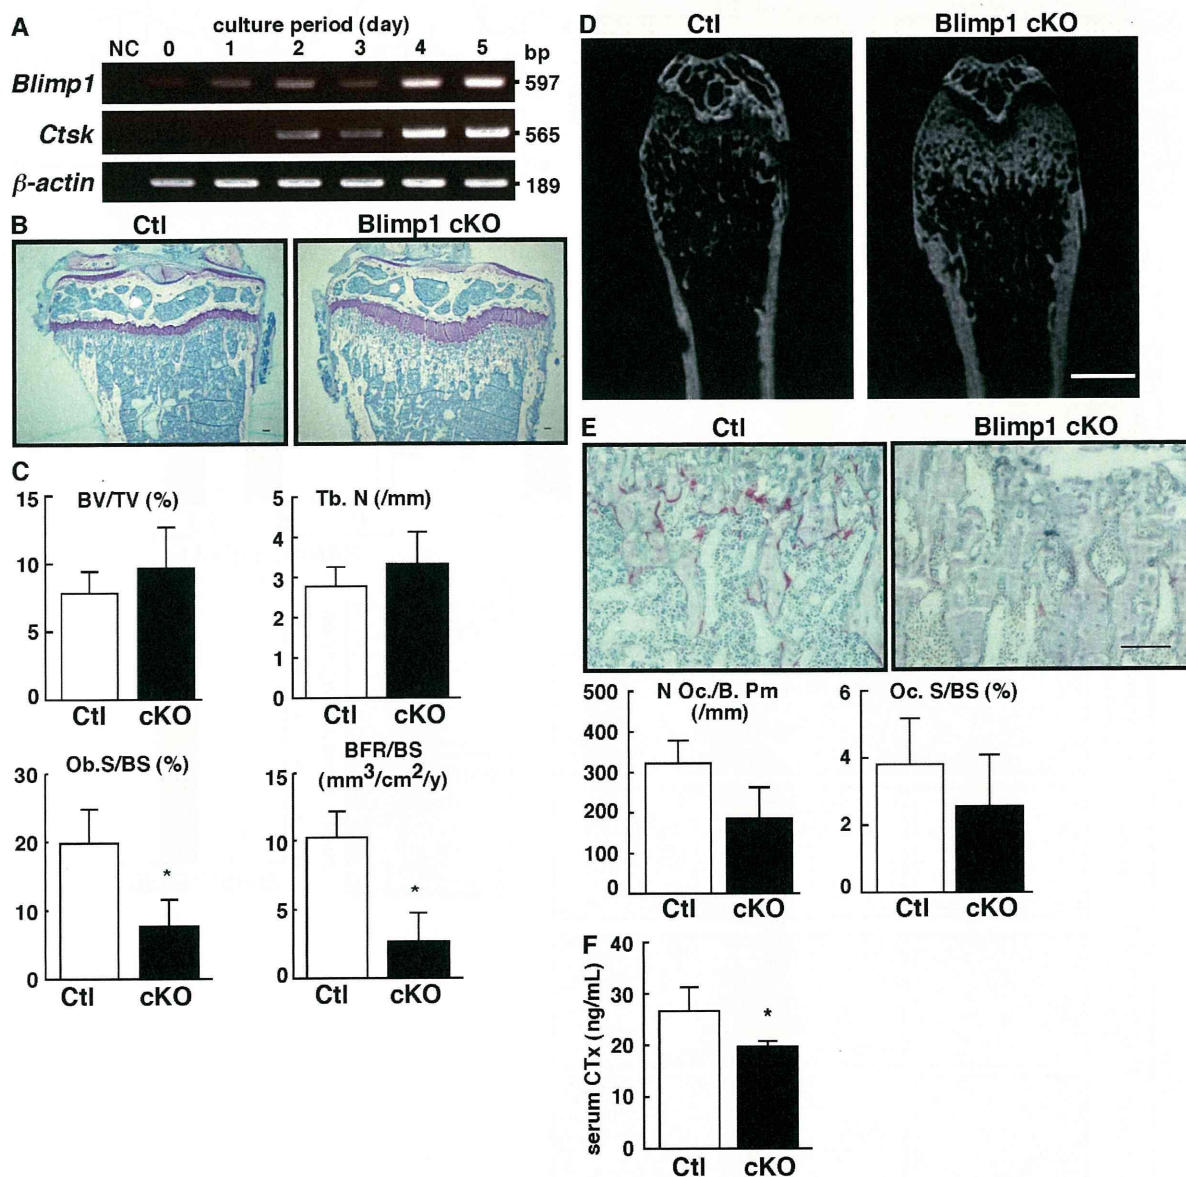 A
culture period (day)
NC 0 1 2 3 4 5 bp
Blimp1 597
Ctsk 565
β-actin 189
B
Ctl Blimp1 cKO
C
BV/TV (%)
15
10
5
0
Ctl cKO
Tb. N (/mm)
5
4
3
2
1
0
Ctl cKO
Ob.S/BS (%)
30
20
10
0
*
Ctl cKO
BFR/BS
(mm3/cm2/y)
15
10
5
0
*
Ctl cKO
D
Ctl Blimp1 cKO
E
Ctl Blimp1 cKO
N Oc./B. Pm
(/mm)
500
400
300
200
100
0
Ctl cKO
Oc. S/BS (%)
6
4
2
0
Ctl cKO
F
serum CTx (ng/mL)
40
30
20
10
0
*
Ctl cKO